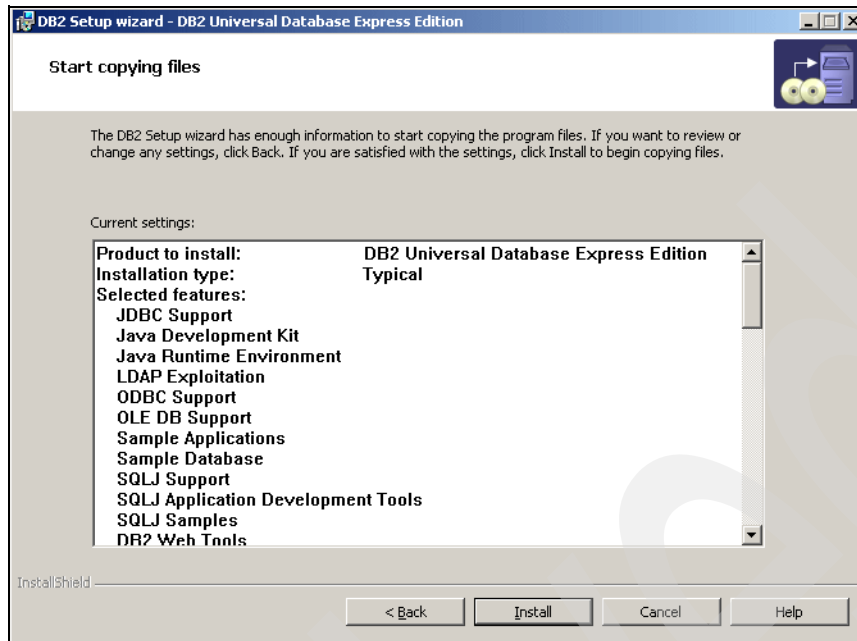 DB2 Setup wizard - DB2 Universal Database Express Edition
Start copying files
The DB2 Setup wizard has enough information to start copying the program files. If you want to review or
change any settings, click Back. If you are satisfied with the settings, click Install to begin copying files.
Current settings:
Product to install: DB2 Universal Database Express Edition
Installation type: Typical
Selected features:
JDBC Support
Java Development Kit
Java Runtime Environment
LDAP Exploitation
ODBC Support
OLE DB Support
Sample Applications
Sample Database
SQLJ Support
SQLJ Application Development Tools
SQLJ Samples
DB2 Web Tools
InstallShield
< Back Install Cancel Help